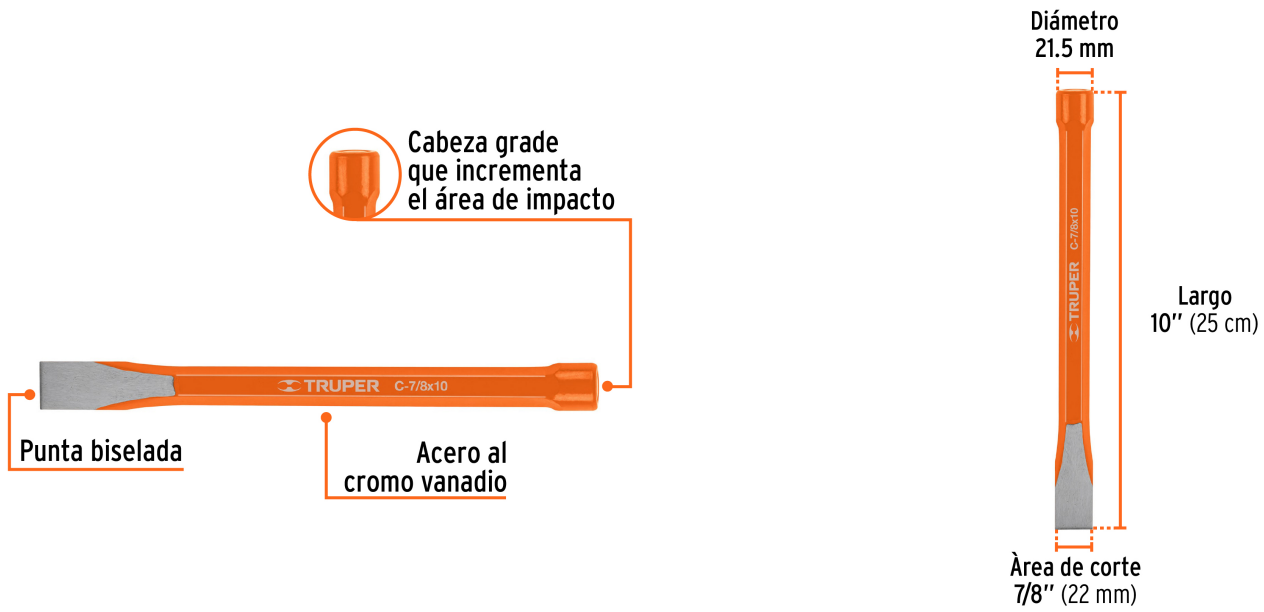 Cabeza grade
que incrementa
el área de impacto
TRUPER C-7/8x10
Punta biselada
Acero al
cromo vanadio
Diámetro
21.5 mm
TRUPER C-7/8x10
Largo
10” (25 cm)
Àrea de corte
7/8” (22 mm)